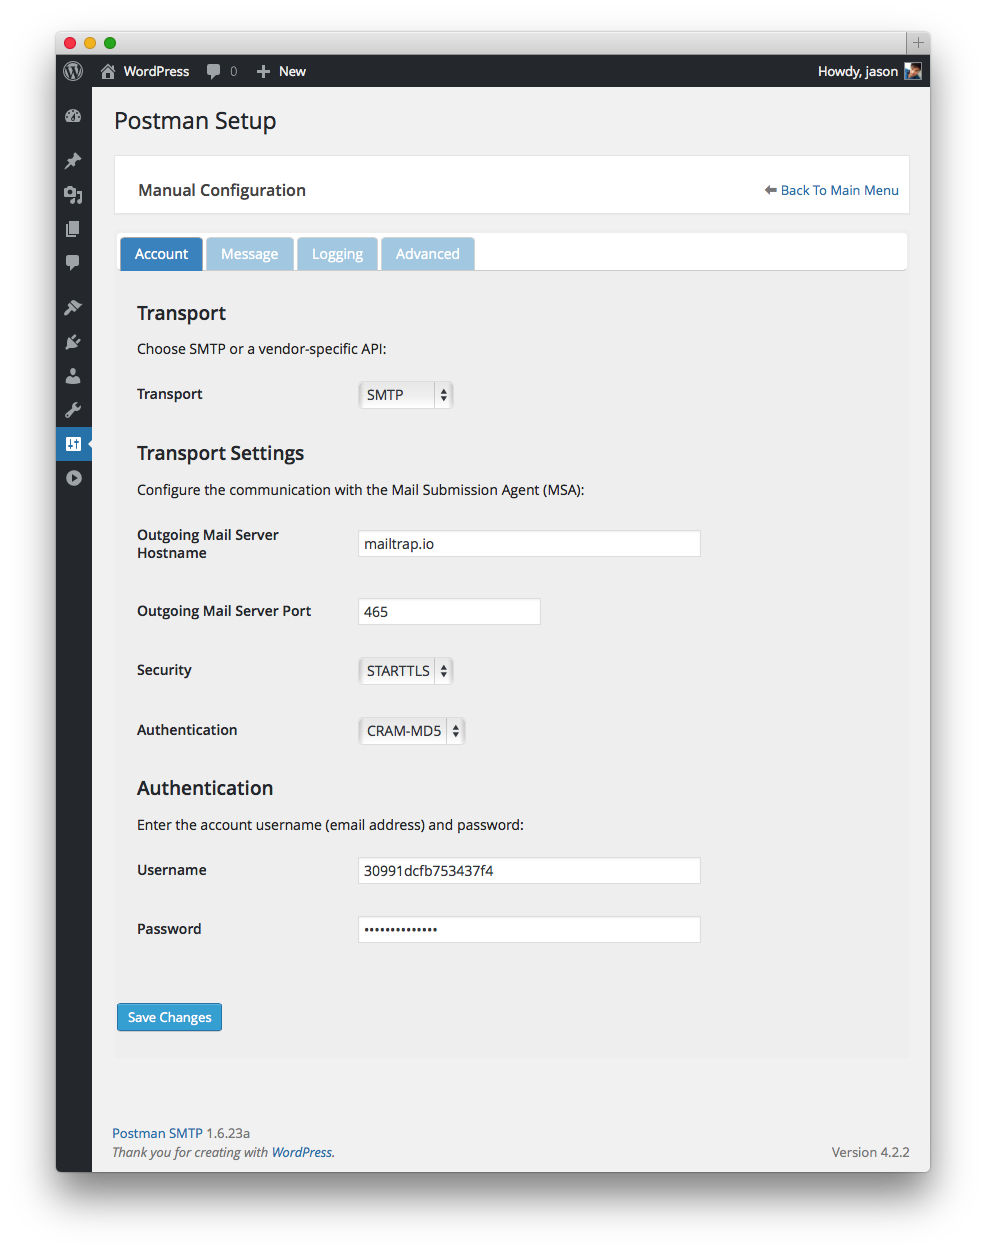 WordPress 0 New Howdy, jason
Postman Setup
Manual Configuration Back To Main Menu
Account Message Logging Advanced
Transport
Choose SMTP or a vendor-specific API:
Transport SMTP
Transport Settings
Configure the communication with the Mail Submission Agent (MSA):
Outgoing Mail Server
Hostname
mailtrap.io
Outgoing Mail Server Port 465
Security STARTTLS
Authentication CRAM-MD5
Authentication
Enter the account username (email address) and password:
Username 30991dcfb753437f4
Password ••••••••••••••
Save Changes
Postman SMTP 1.6.23a
Thank you for creating with WordPress. Version 4.2.2